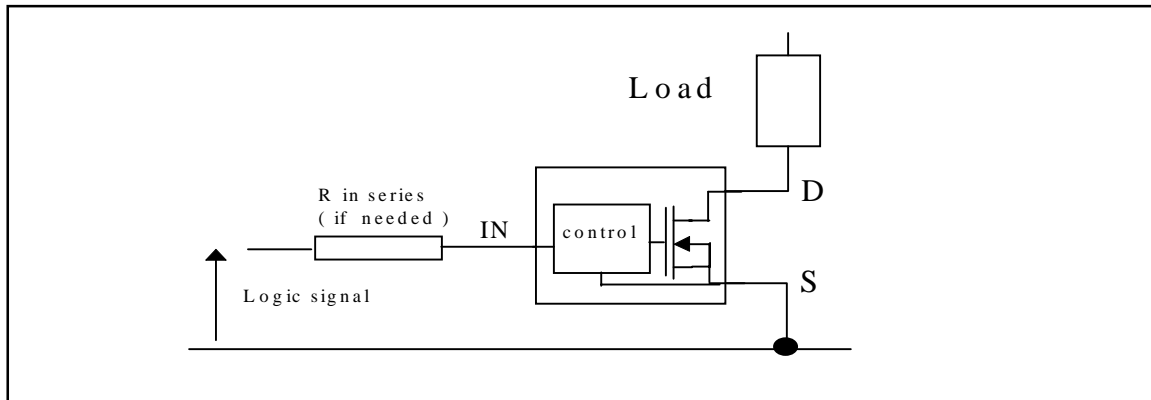 Load
D
R in series
( if needed )
IN
control
S
Logic signal